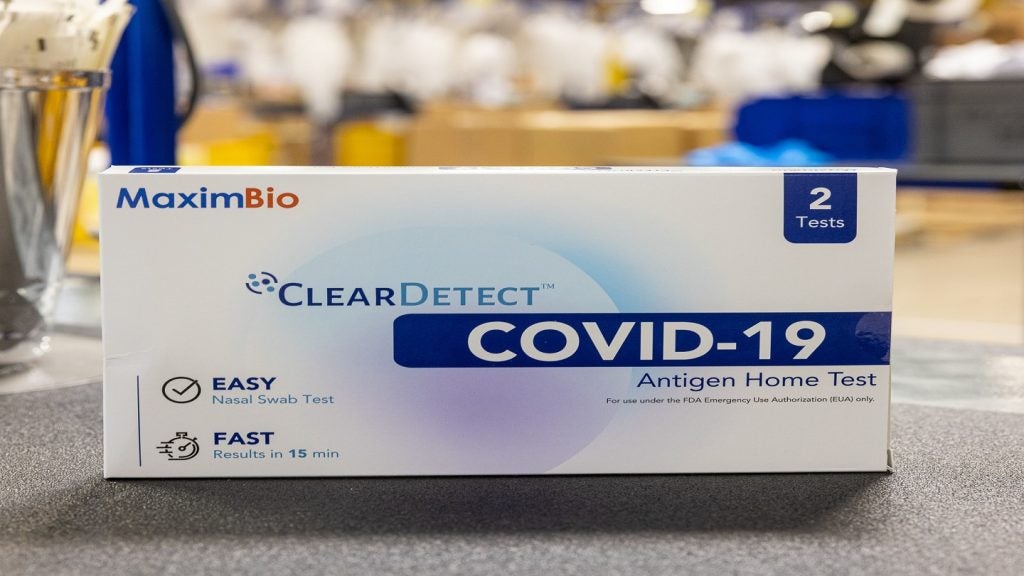 MaximBio
2
Tests
CLEARDETECT™
COVID-19
Antigen Home Test
For use under the FDA Emergency Use Authorization (EUA) only.
EASY
Nasal Swab Test
FAST
Results in 15 min